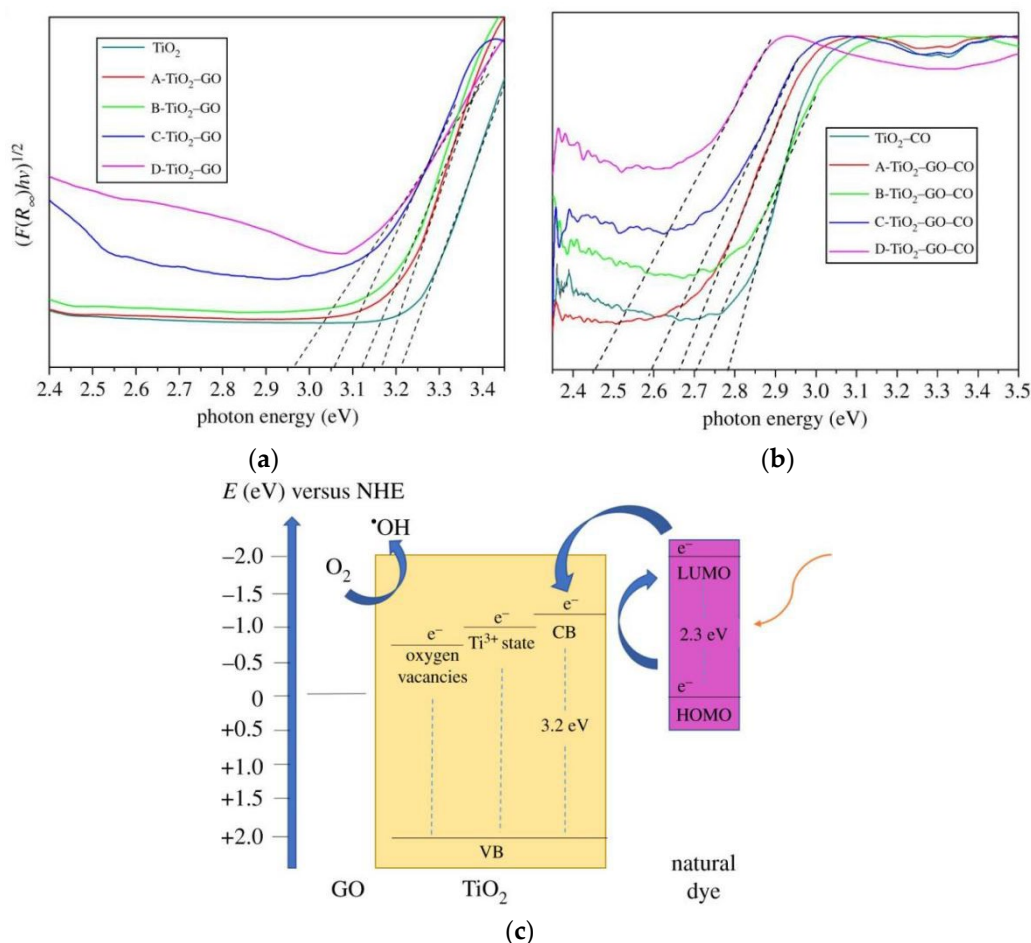 TiO₂
A-TiO₂–GO
B-TiO₂–GO
C-TiO₂–GO
D-TiO₂–GO
(F(R∞)hv)^1/2
2.4 2.5 2.6 2.7 2.8 2.9 3.0 3.1 3.2 3.3 3.4
photon energy (eV)
(a)
TiO₂–CO
A-TiO₂–GO–CO
B-TiO₂–GO–CO
C-TiO₂–GO–CO
D-TiO₂–GO–CO
2.4 2.5 2.6 2.7 2.8 2.9 3.0 3.1 3.2 3.3 3.4 3.5
photon energy (eV)
(b)
E (eV) versus NHE
–2.0
–1.5
–1.0
–0.5
0
+0.5
+1.0
+1.5
+2.0
•OH
O₂
e⁻
oxygen
vacancies
e⁻
Ti³⁺ state
e⁻
CB
3.2 eV
VB
e⁻
LUMO
2.3 eV
e⁻
HOMO
GO
TiO₂
natural
dye
(c)